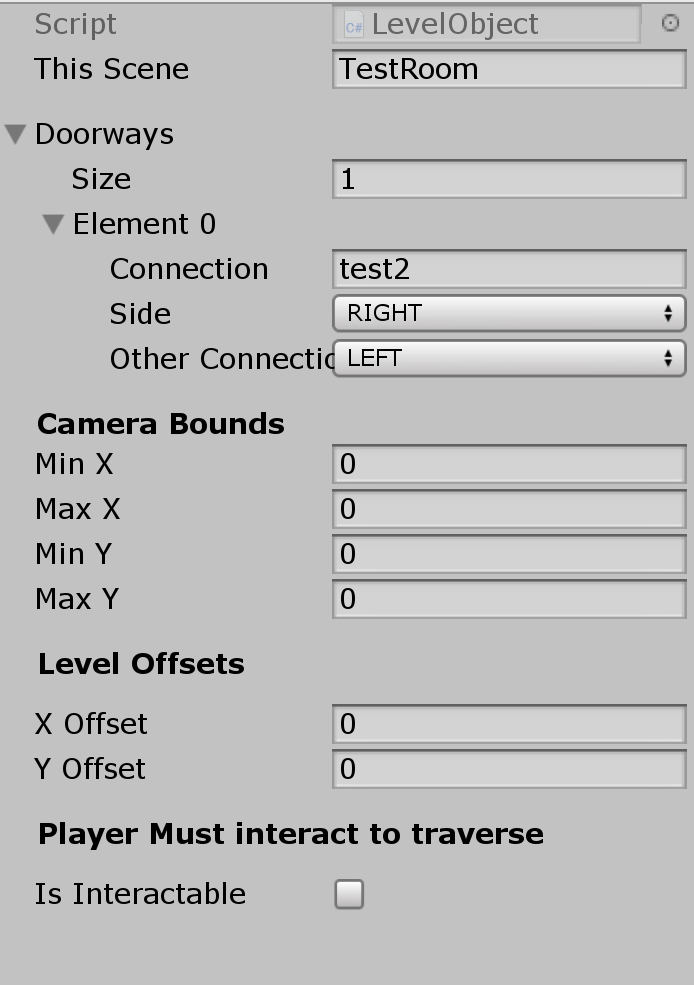 Script C# LevelObject
This Scene TestRoom
Doorways
Size 1
Element 0
Connection test2
Side RIGHT
Other Connectic LEFT
Camera Bounds
Min X 0
Max X 0
Min Y 0
Max Y 0
Level Offsets
X Offset 0
Y Offset 0
Player Must interact to traverse
Is Interactable